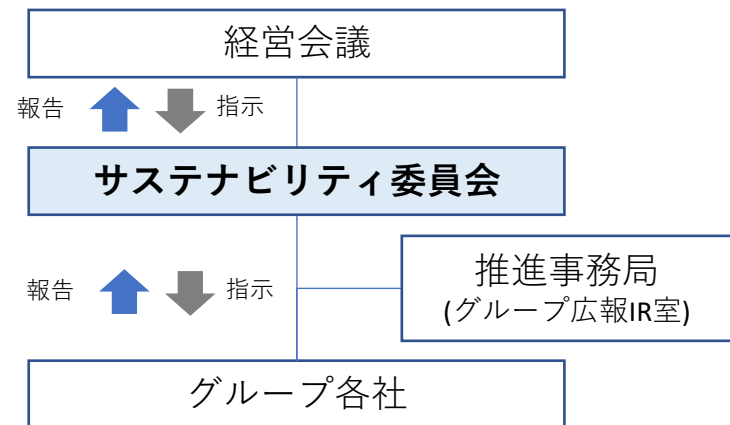 経営会議
報告
指示
サステナビリティ委員会
推進事務局
(グループ広報IR室)
報告
指示
グループ各社